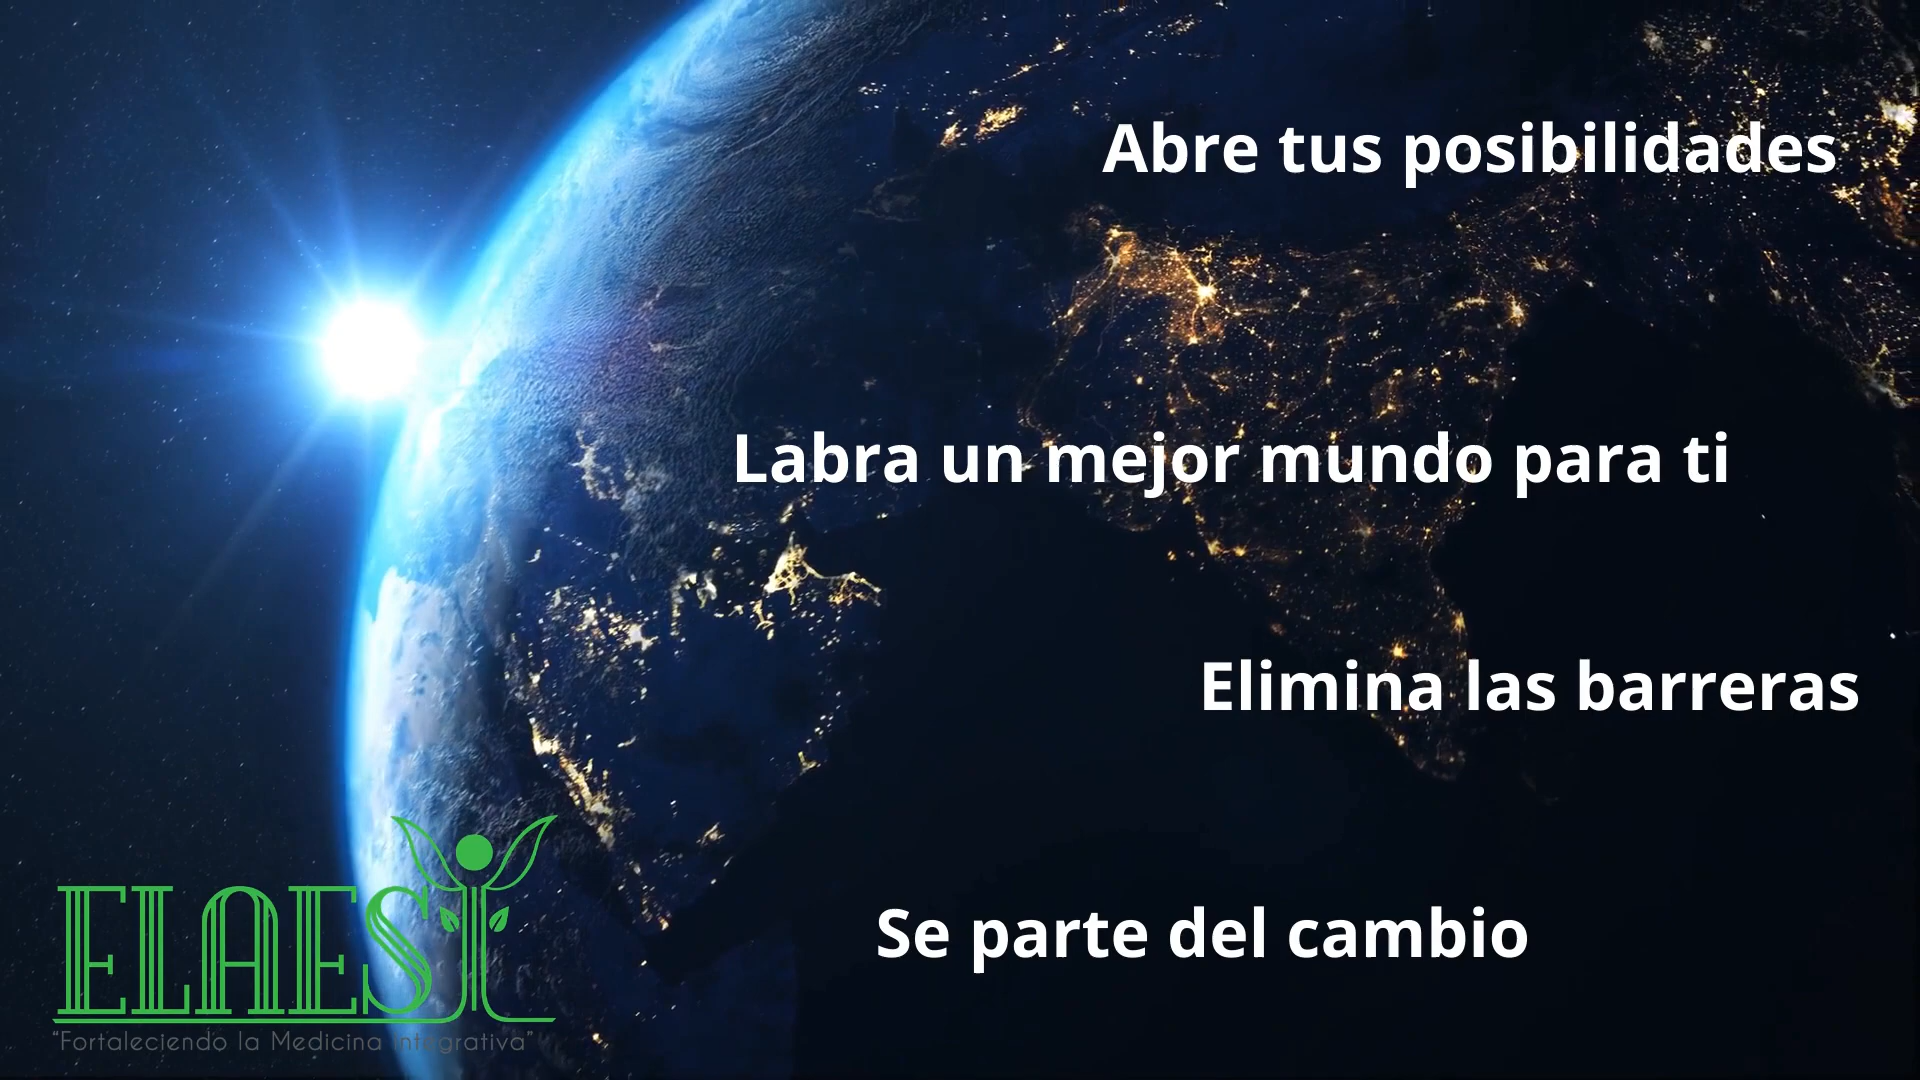 Abre tus posibilidades
Labra un mejor mundo para ti
Elimina las barreras
Se parte del cambio
ELAESI
“Fortaleciendo la Medicina Integrativa”